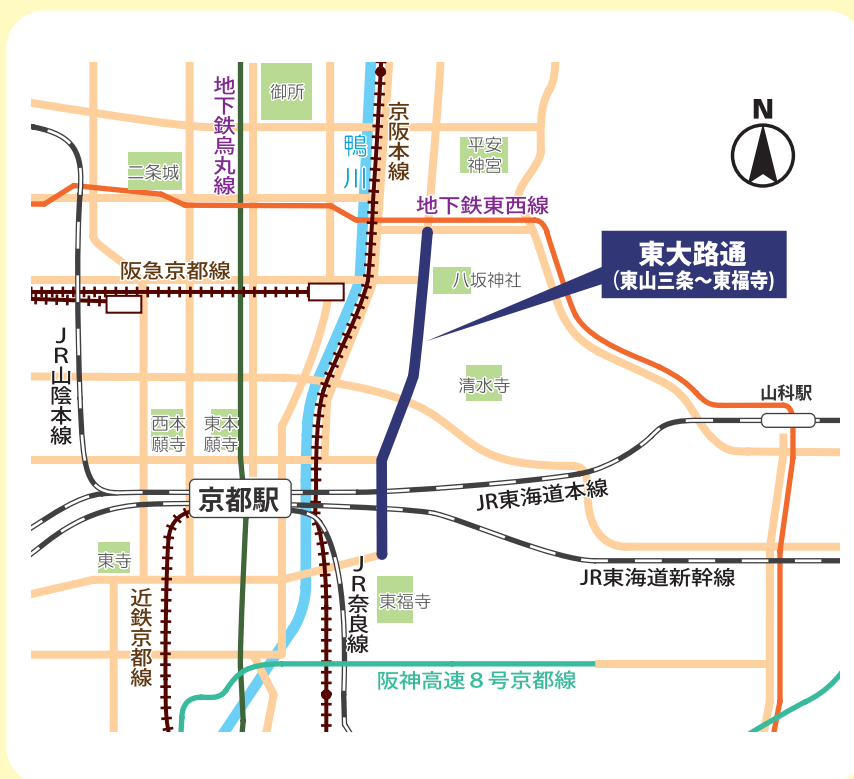 地下鉄烏丸線
御所
京阪本線
N
鴨川
平安
神宮
二条城
地下鉄東西線
東大路通
(東山三条～東福寺)
阪急京都線
八坂神社
JR山陰本線
清水寺
山科駅
西本
願寺
東本
願寺
京都駅
JR東海道本線
東寺
JR奈良線
JR東海道新幹線
近鉄京都線
東福寺
阪神高速８号京都線